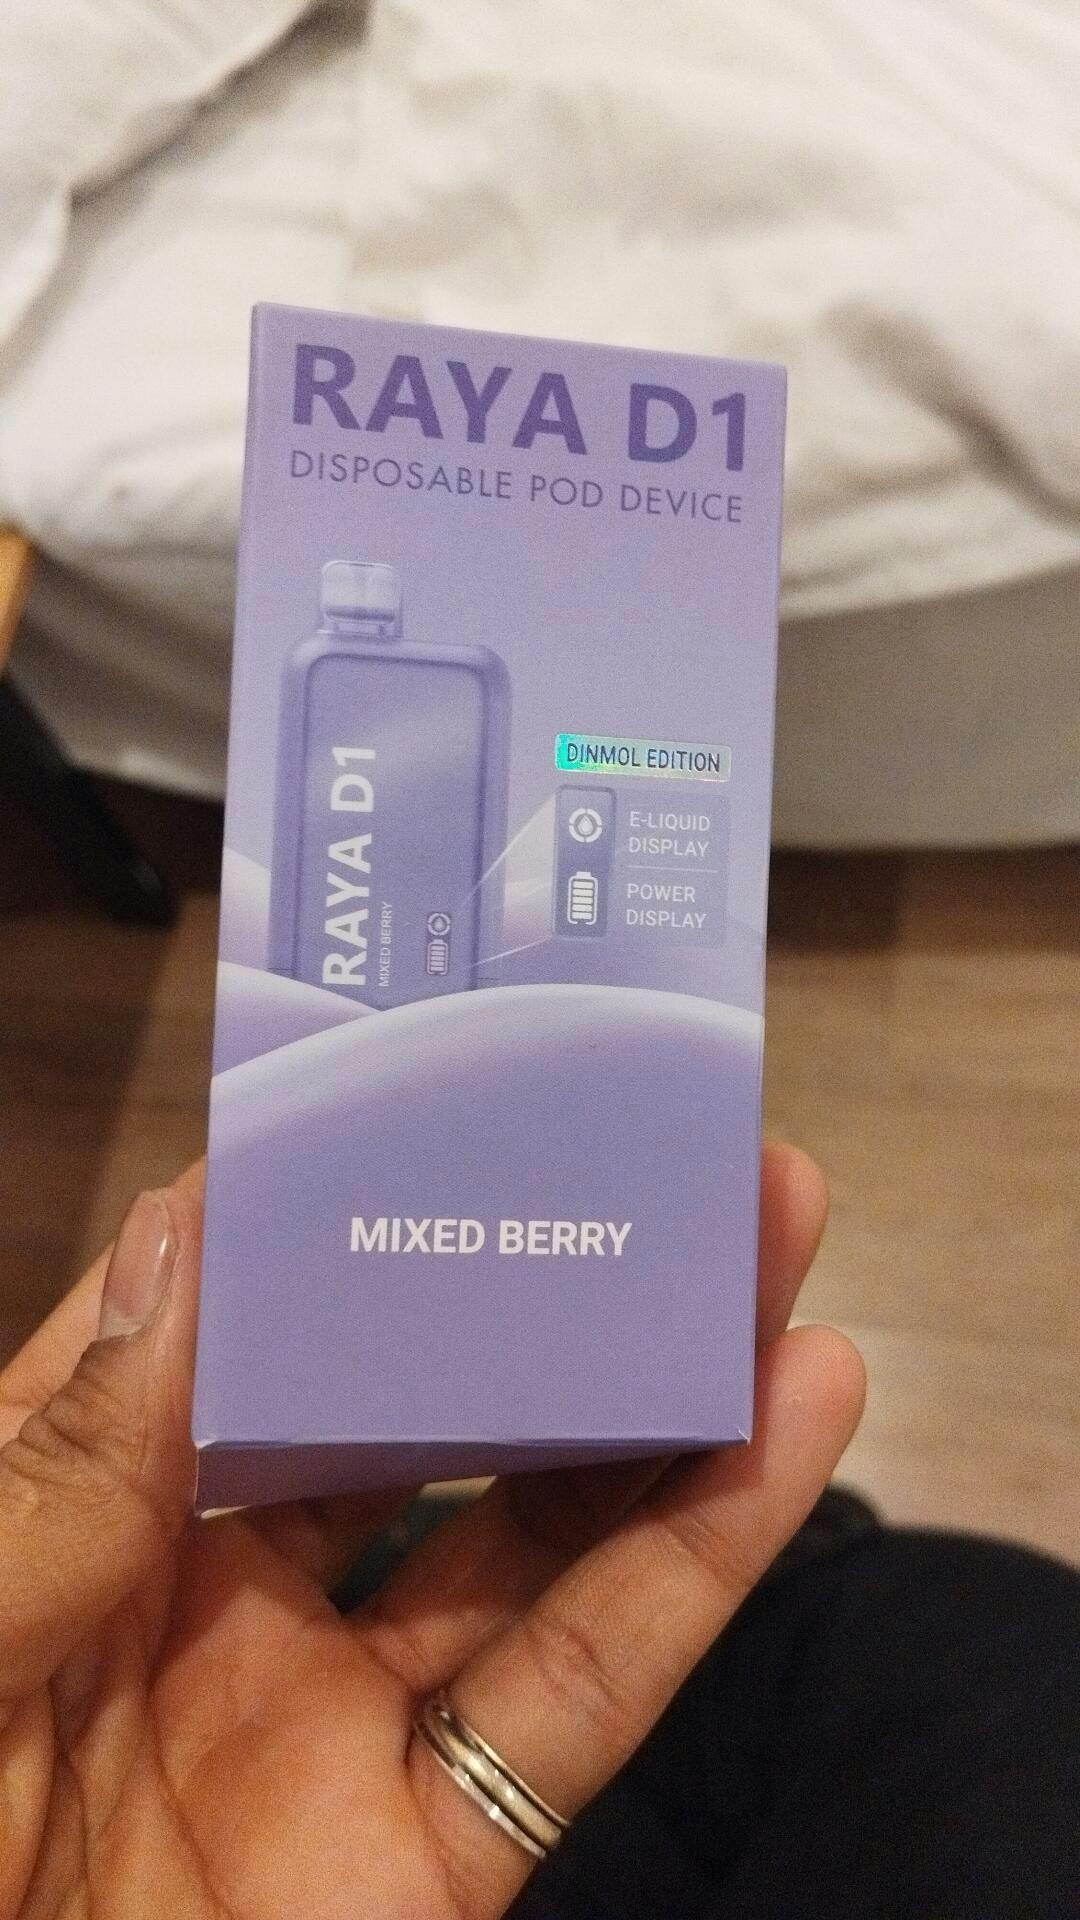 RAYA D1
DISPOSABLE POD DEVICE
RAYA D1
MIXED BERRY
DINMOL EDITION
E-LIQUID
DISPLAY
POWER
DISPLAY
MIXED BERRY